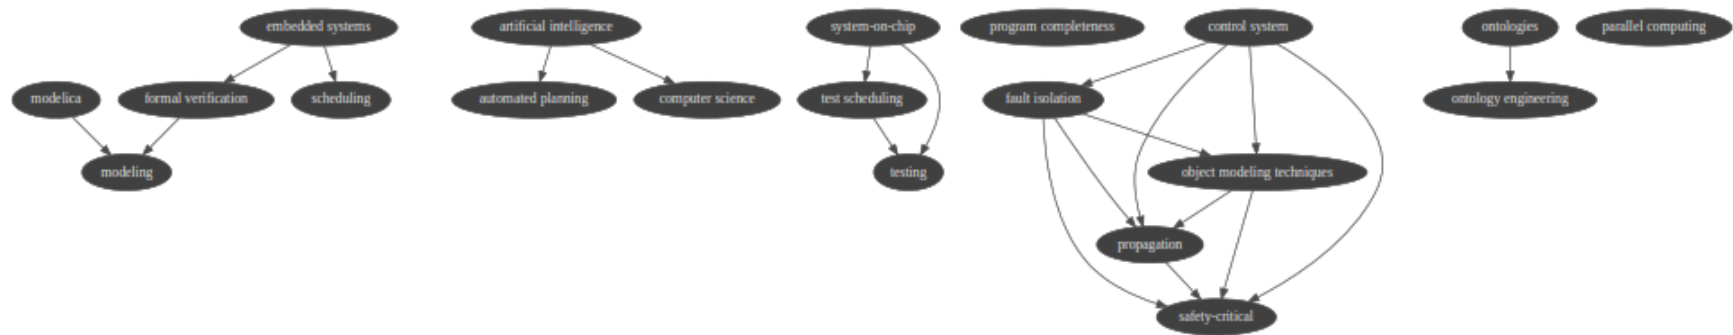 embedded systems
artificial intelligence
system-on-chip
program completeness
control system
ontologies
parallel computing
modelica
formal verification
scheduling
automated planning
computer science
test scheduling
fault isolation
ontology engineering
modeling
testing
object modeling techniques
propagation
safety-critical